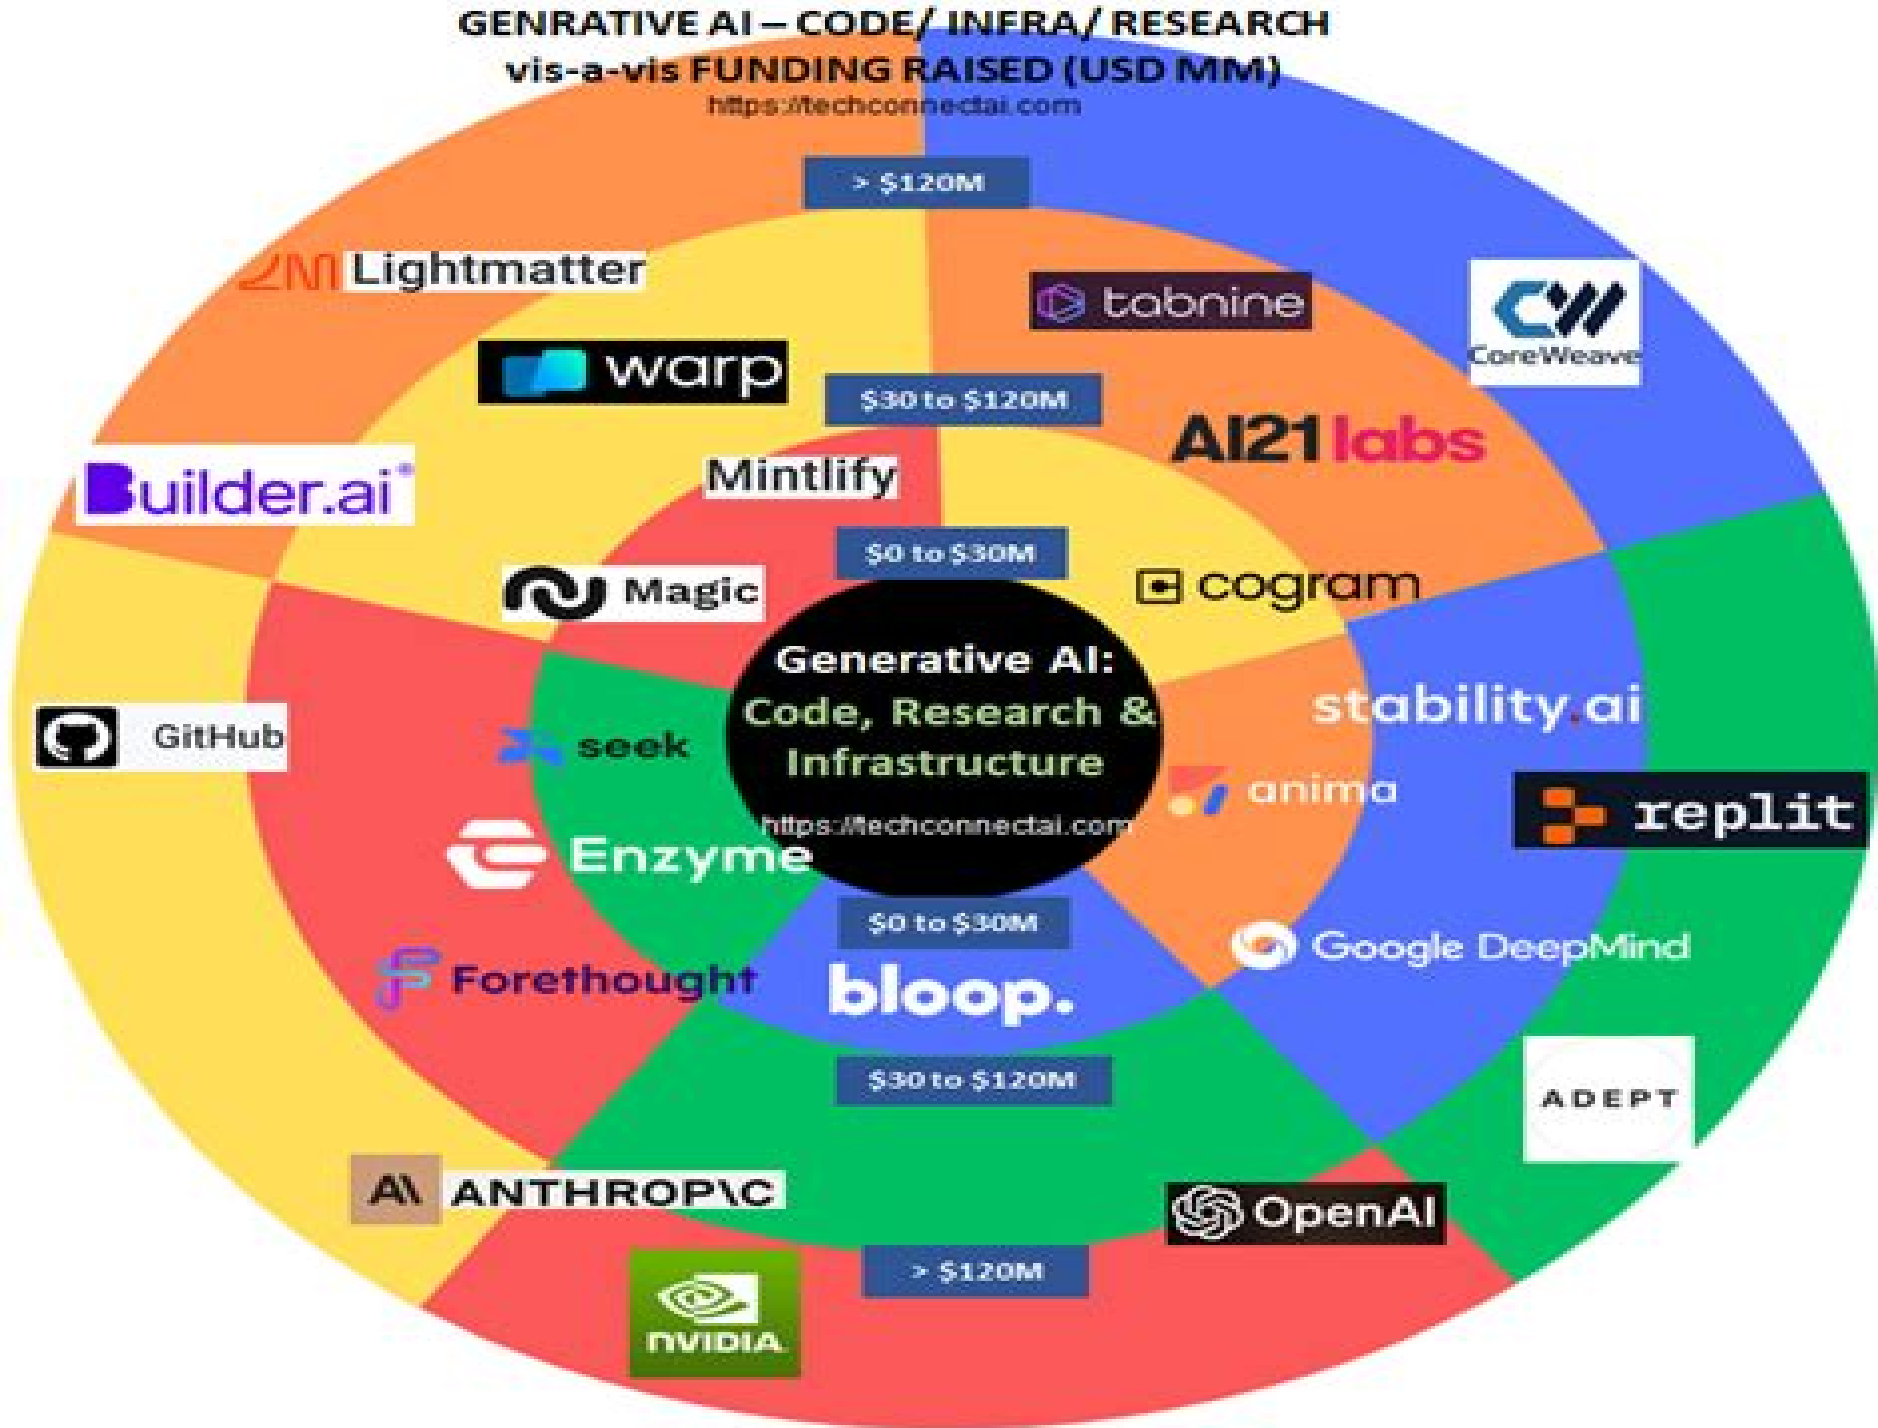 GENRATIVE AI – CODE/ INFRA/ RESEARCH
vis-a-vis FUNDING RAISED (USD MM)
https://techconnectai.com
> $120M
Lightmatter
tabnine
CoreWeave
warp
$30 to $120M
AI21 labs
Builder.ai®
Mintlify
$0 to $30M
Magic
cogram
Generative AI:
Code, Research &
Infrastructure
https://techconnectai.com
stability.ai
GitHub
seek
anima
replit
Enzyme
$0 to $30M
Google DeepMind
Forethought
bloop.
$30 to $120M
ADEPT
A\ ANTHROP\C
OpenAI
> $120M
NVIDIA